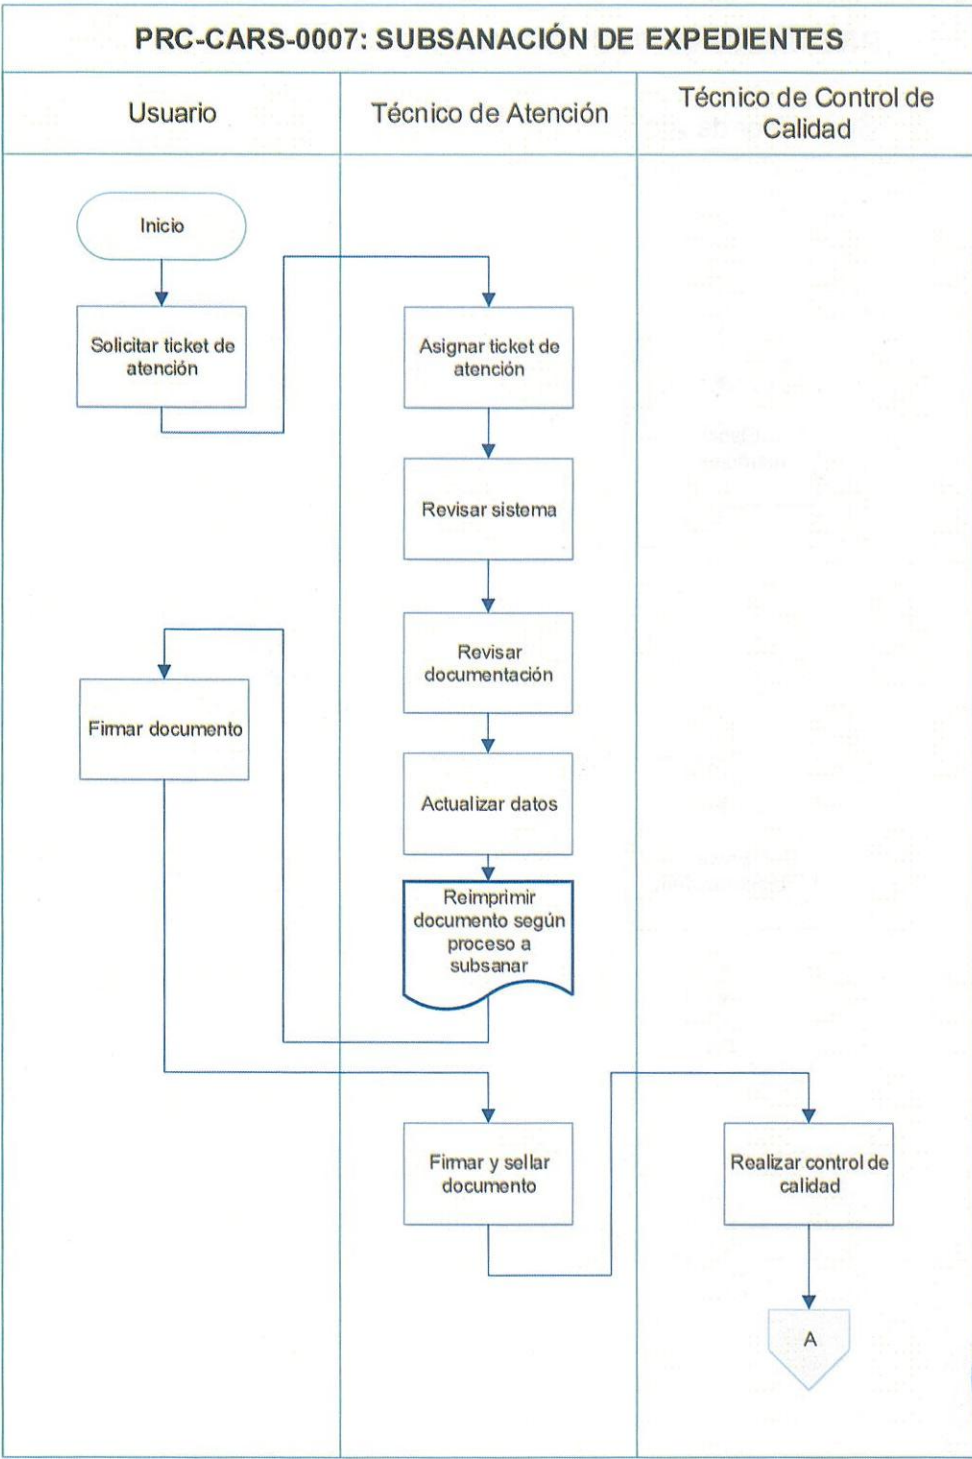 PRC-CARS-0007: SUBSANACIÓN DE EXPEDIENTES
Usuario
Técnico de Atención
Técnico de Control de
Calidad
Inicio
Solicitar ticket de
atención
Asignar ticket de
atención
Revisar sistema
Revisar
documentación
Firmar documento
Actualizar datos
Reimprimir
documento según
proceso a
subsanar
Firmar y sellar
documento
Realizar control de
calidad
A